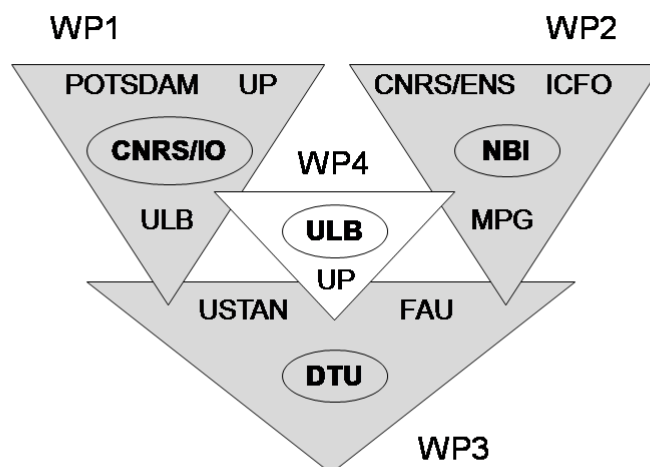 WP1 WP2
POTSDAM UP CNRS/ENS ICFO
CNRS/IO NBI
WP4
ULB MPG
ULB
UP
USTAN FAU
DTU
WP3